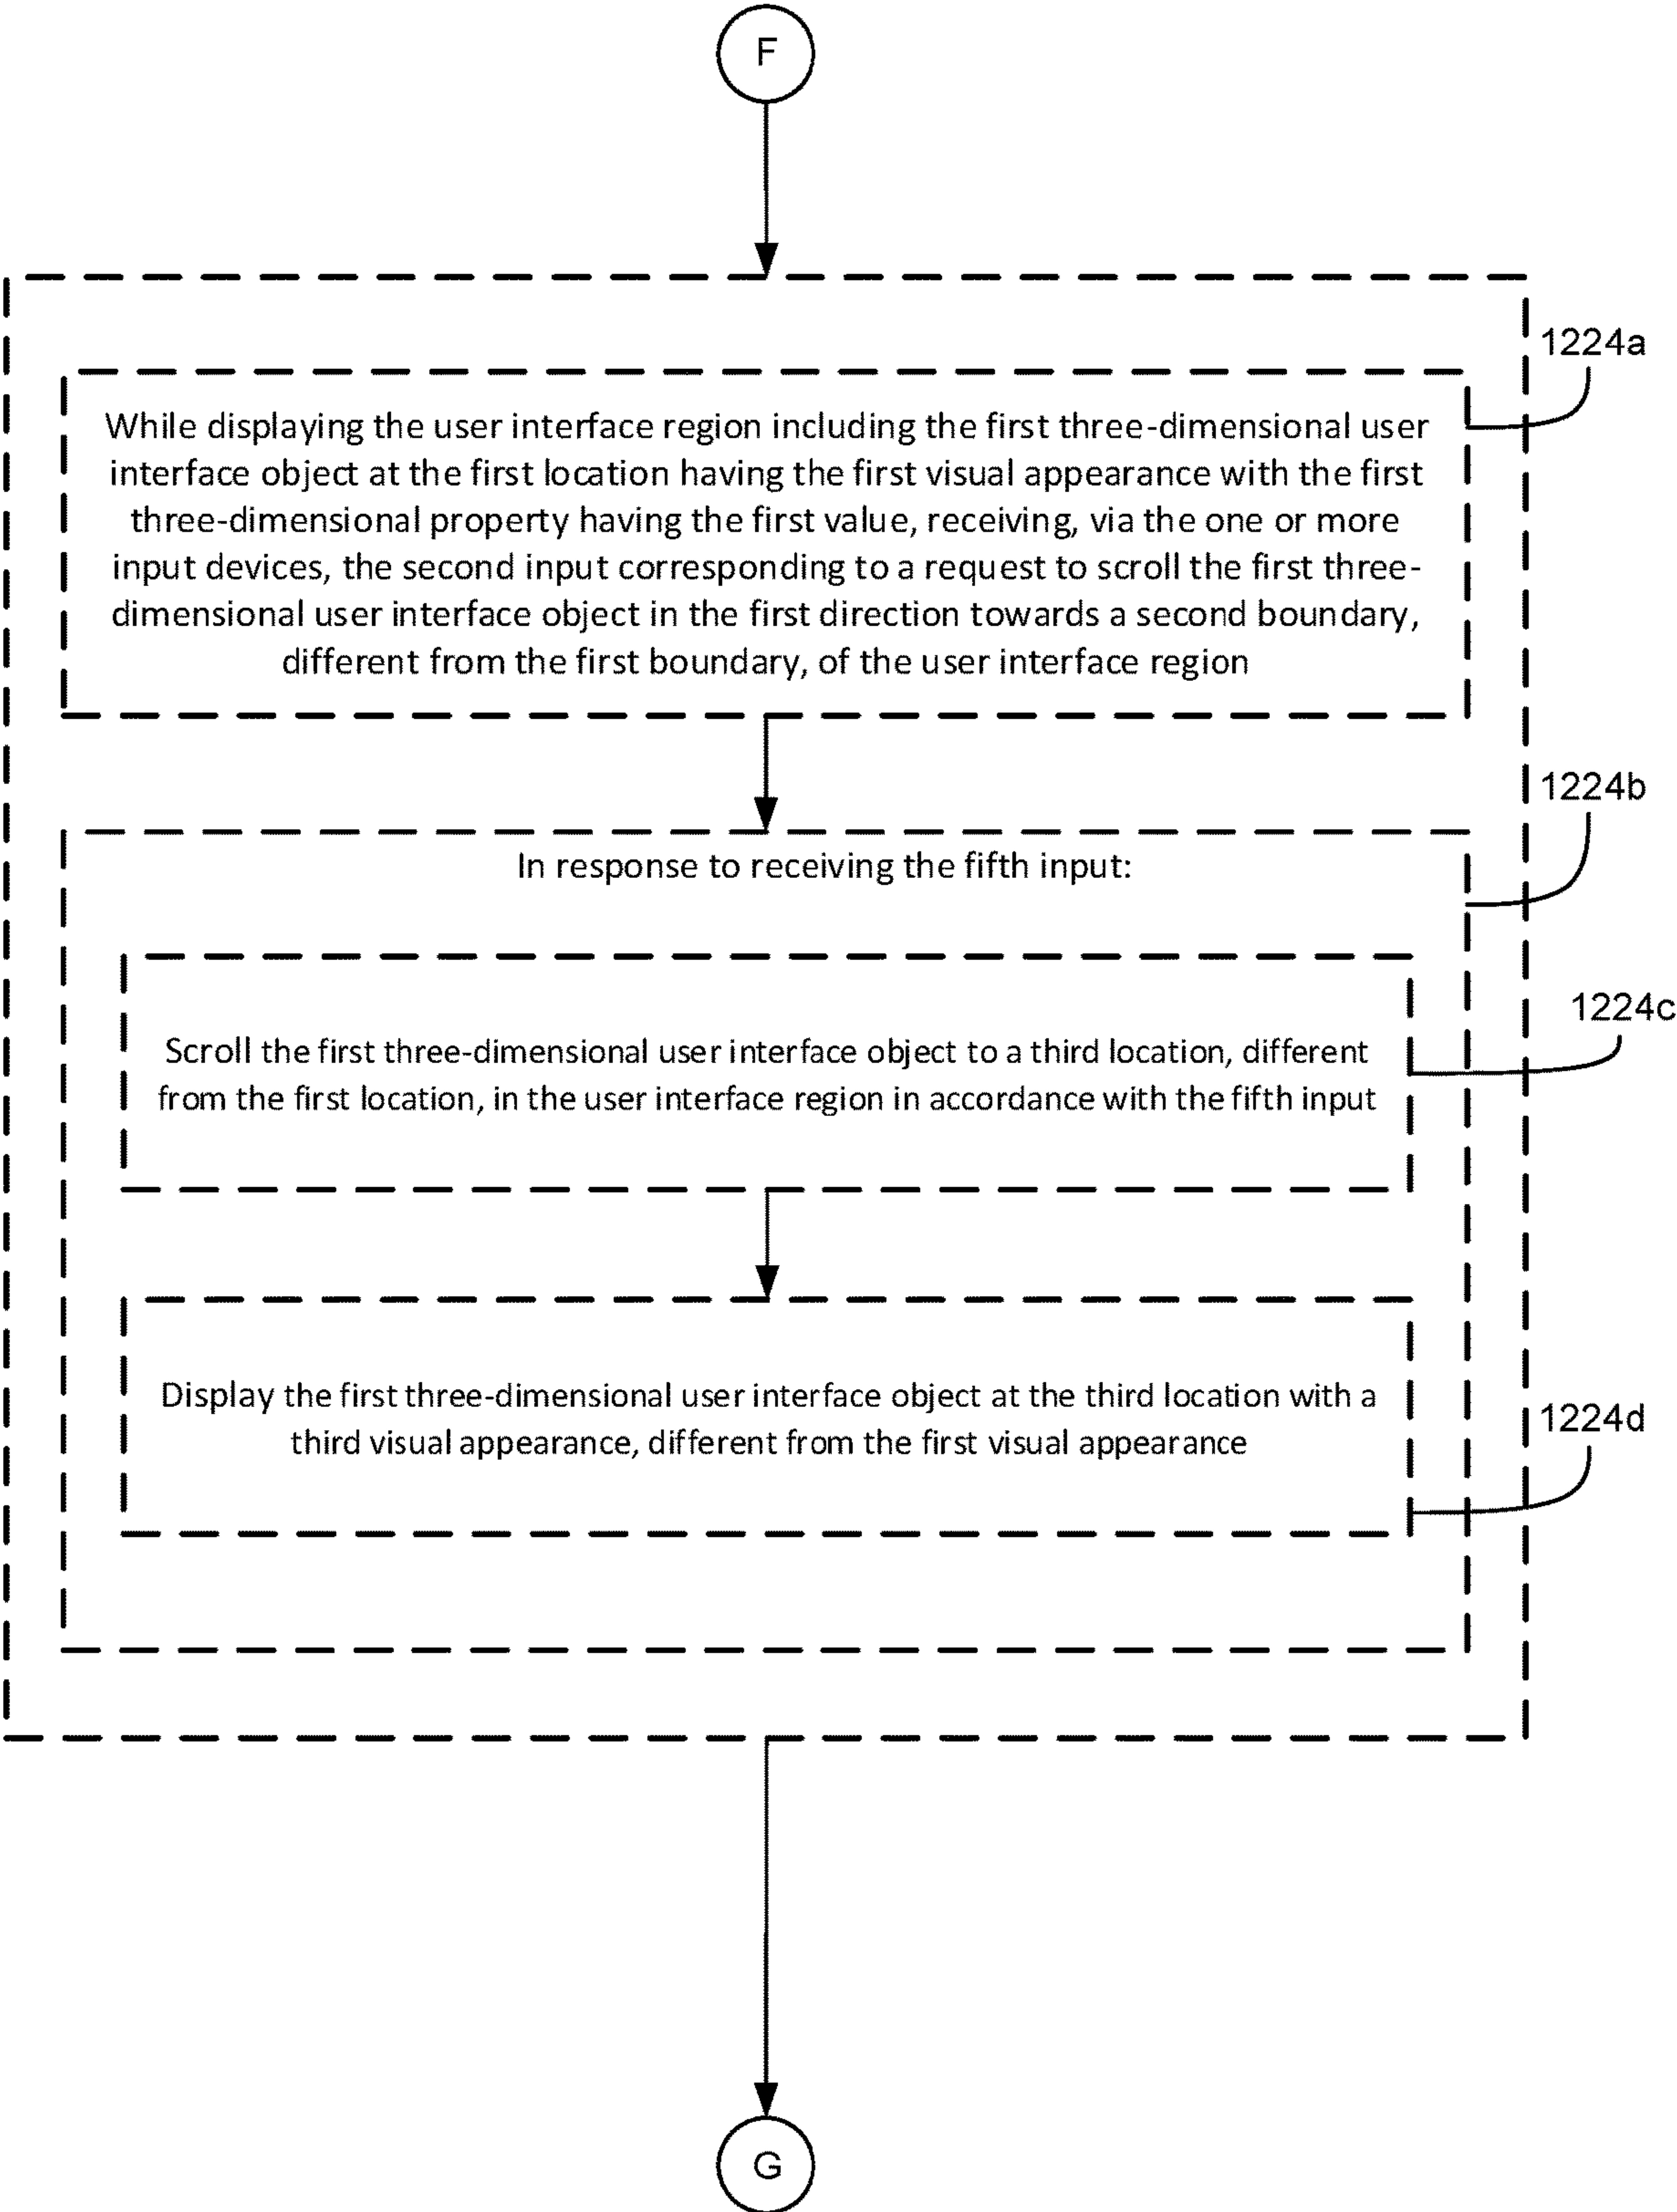 F
1224a
While displaying the user interface region including the first three-dimensional user
interface object at the first location having the first visual appearance with the first
three-dimensional property having the first value, receiving, via the one or more
input devices, the second input corresponding to a request to scroll the first three-
dimensional user interface object in the first direction towards a second boundary,
different from the first boundary, of the user interface region
1224b
In response to receiving the fifth input:
1224c
Scroll the first three-dimensional user interface object to a third location, different
from the first location, in the user interface region in accordance with the fifth input
Display the first three-dimensional user interface object at the third location with a
third visual appearance, different from the first visual appearance
1224d
G